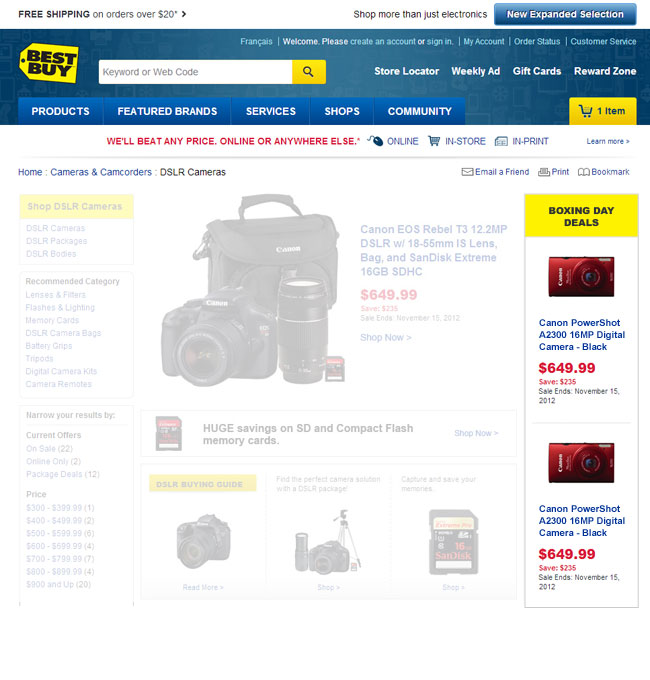 FREE SHIPPING on orders over $20*
Shop more than just electronics
New Expanded Selection
Français
Welcome. Please create an account or sign in.
My Account
Order Status
Customer Service
BEST BUY
Keyword or Web Code
Store Locator
Weekly Ad
Gift Cards
Reward Zone
PRODUCTS
FEATURED BRANDS
SERVICES
SHOPS
COMMUNITY
1 Item
WE'LL BEAT ANY PRICE. ONLINE OR ANYWHERE ELSE.*
ONLINE
IN-STORE
IN-PRINT
Learn more »
Home : Cameras & Camcorders : DSLR Cameras
Email a Friend
Print
Bookmark
Shop DSLR Cameras
DSLR Cameras
DSLR Packages
DSLR Bodies
Recommended Category
Lenses & Filters
Flashes & Lighting
Memory Cards
DSLR Camera Bags
Battery Grips
Tripods
Digital Camera Kits
Camera Remotes
Narrow your results by:
Current Offers
On Sale (22)
Online Only (2)
Package Deals (12)
Price
$300 - $399.99 (1)
$400 - $499.99 (2)
$500 - $599.99 (6)
$600 - $699.99 (4)
$700 - $799.99 (7)
$800 - $899.99 (4)
$900 and Up (28)
Canon
Canon
Canon EOS Rebel T3 12.2MP
DSLR w/ 18-55mm IS Lens,
Bag, and SanDisk Extreme
16GB SDHC
$649.99
Save: $235
Sale Ends: November 15, 2012
Shop Now >
HUGE savings on SD and Compact Flash
memory cards.
Shop Now >
DSLR BUYING GUIDE
Read More >
Find the perfect camera solution
with a DSLR package!
Shop >
Capture and save your
memories.
Extreme Pro
16
SanDisk
Shop >
BOXING DAY
DEALS
Canon
Canon PowerShot
A2300 16MP Digital
Camera - Black
$649.99
Save: $235
Sale Ends: November 15,
2012
Canon
Canon PowerShot
A2300 16MP Digital
Camera - Black
$649.99
Save: $235
Sale Ends: November 15,
2012